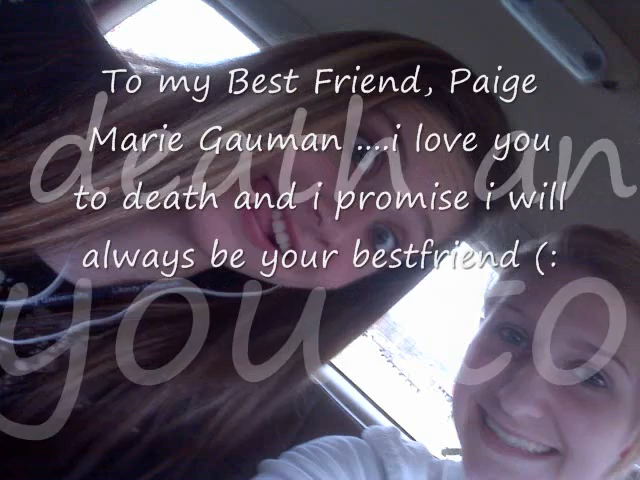 To my Best Friend, Paige
Marie Gauman ....i love you
to death and i promise i will
always be your bestfriend (:
death an
you to